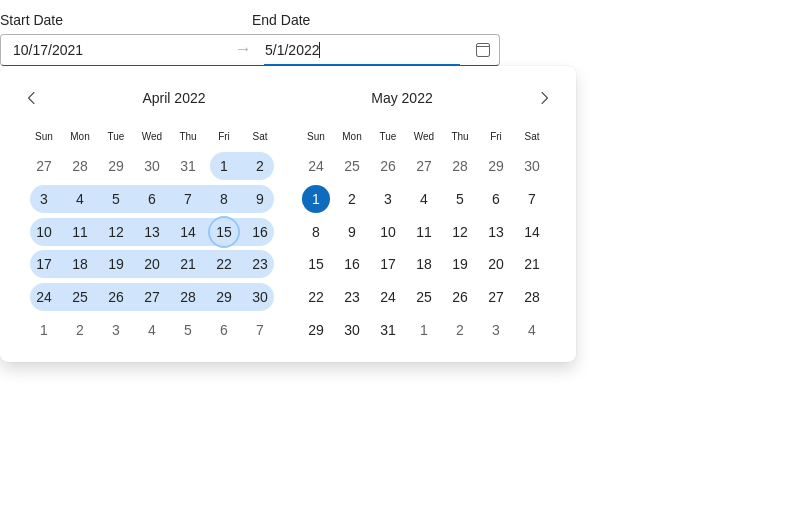 Start Date End Date
10/17/2021 → 5/1/2022
April 2022 May 2022
Sun Mon Tue Wed Thu Fri Sat Sun Mon Tue Wed Thu Fri Sat
27 28 29 30 31 1 2 24 25 26 27 28 29 30
3 4 5 6 7 8 9 1 2 3 4 5 6 7
10 11 12 13 14 15 16 8 9 10 11 12 13 14
17 18 19 20 21 22 23 15 16 17 18 19 20 21
24 25 26 27 28 29 30 22 23 24 25 26 27 28
1 2 3 4 5 6 7 29 30 31 1 2 3 4